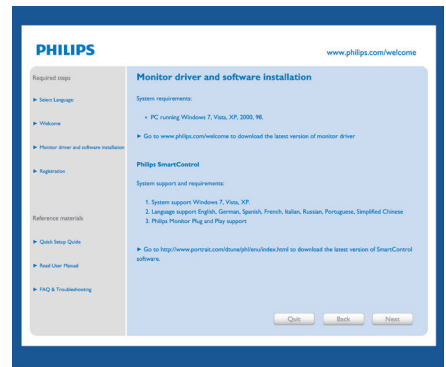 PHILIPS
www.philips.com/welcome
Required steps
► Select Language
► Welcome
► Monitor driver and software installation
► Registration
Reference materials
► Quick Setup Guide
► Read User Manual
► FAQ & Troubleshooting
Monitor driver and software installation
System requirements:
• PC running Windows 7, Vista, XP, 2000, 98.
► Go to www.philips.com/welcome to download the latest version of monitor driver
Philips SmartControl
System support and requirements:
1. System support Windows 7, Vista, XP.
2. Language support English, German, Spanish, French, Italian, Russian, Portuguese, Simplified Chinese
3. Philips Monitor Plug and Play support
► Go to http://www.portrait.com/dtune/phl/enu/index.html to download the latest version of SmartControl
software.
Quit
Back
Next